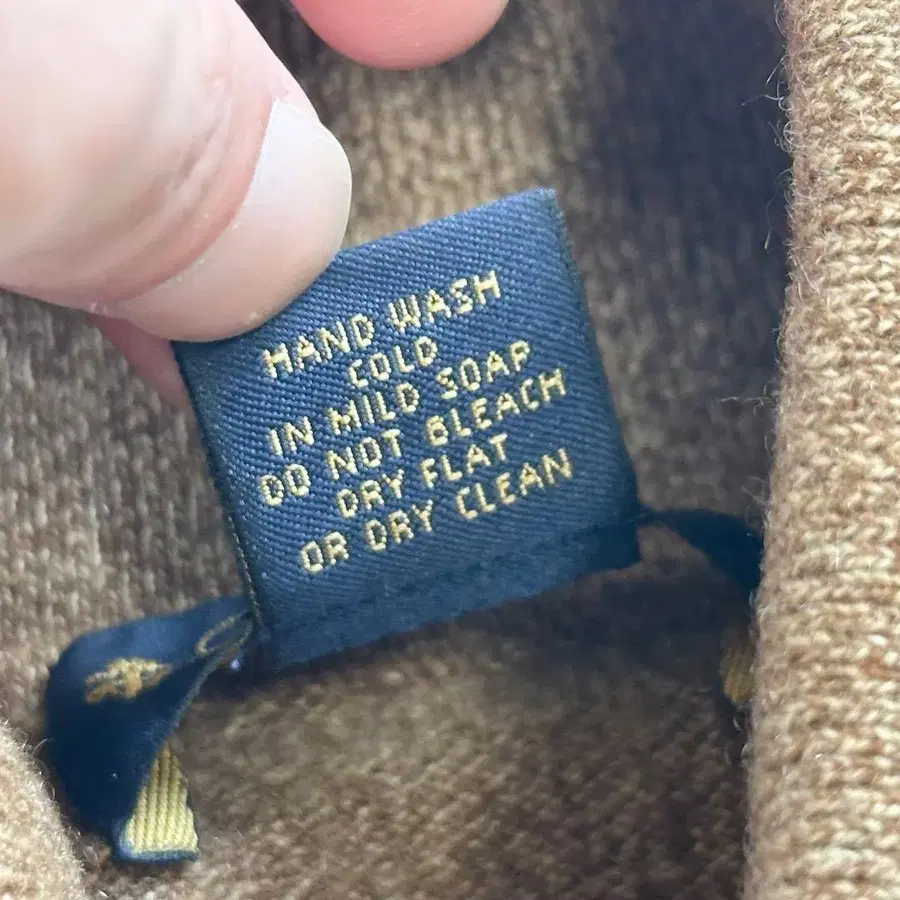 HAND WASH
COLD
IN MILD SOAP
DO NOT BLEACH
DRY FLAT
OR DRY CLEAN